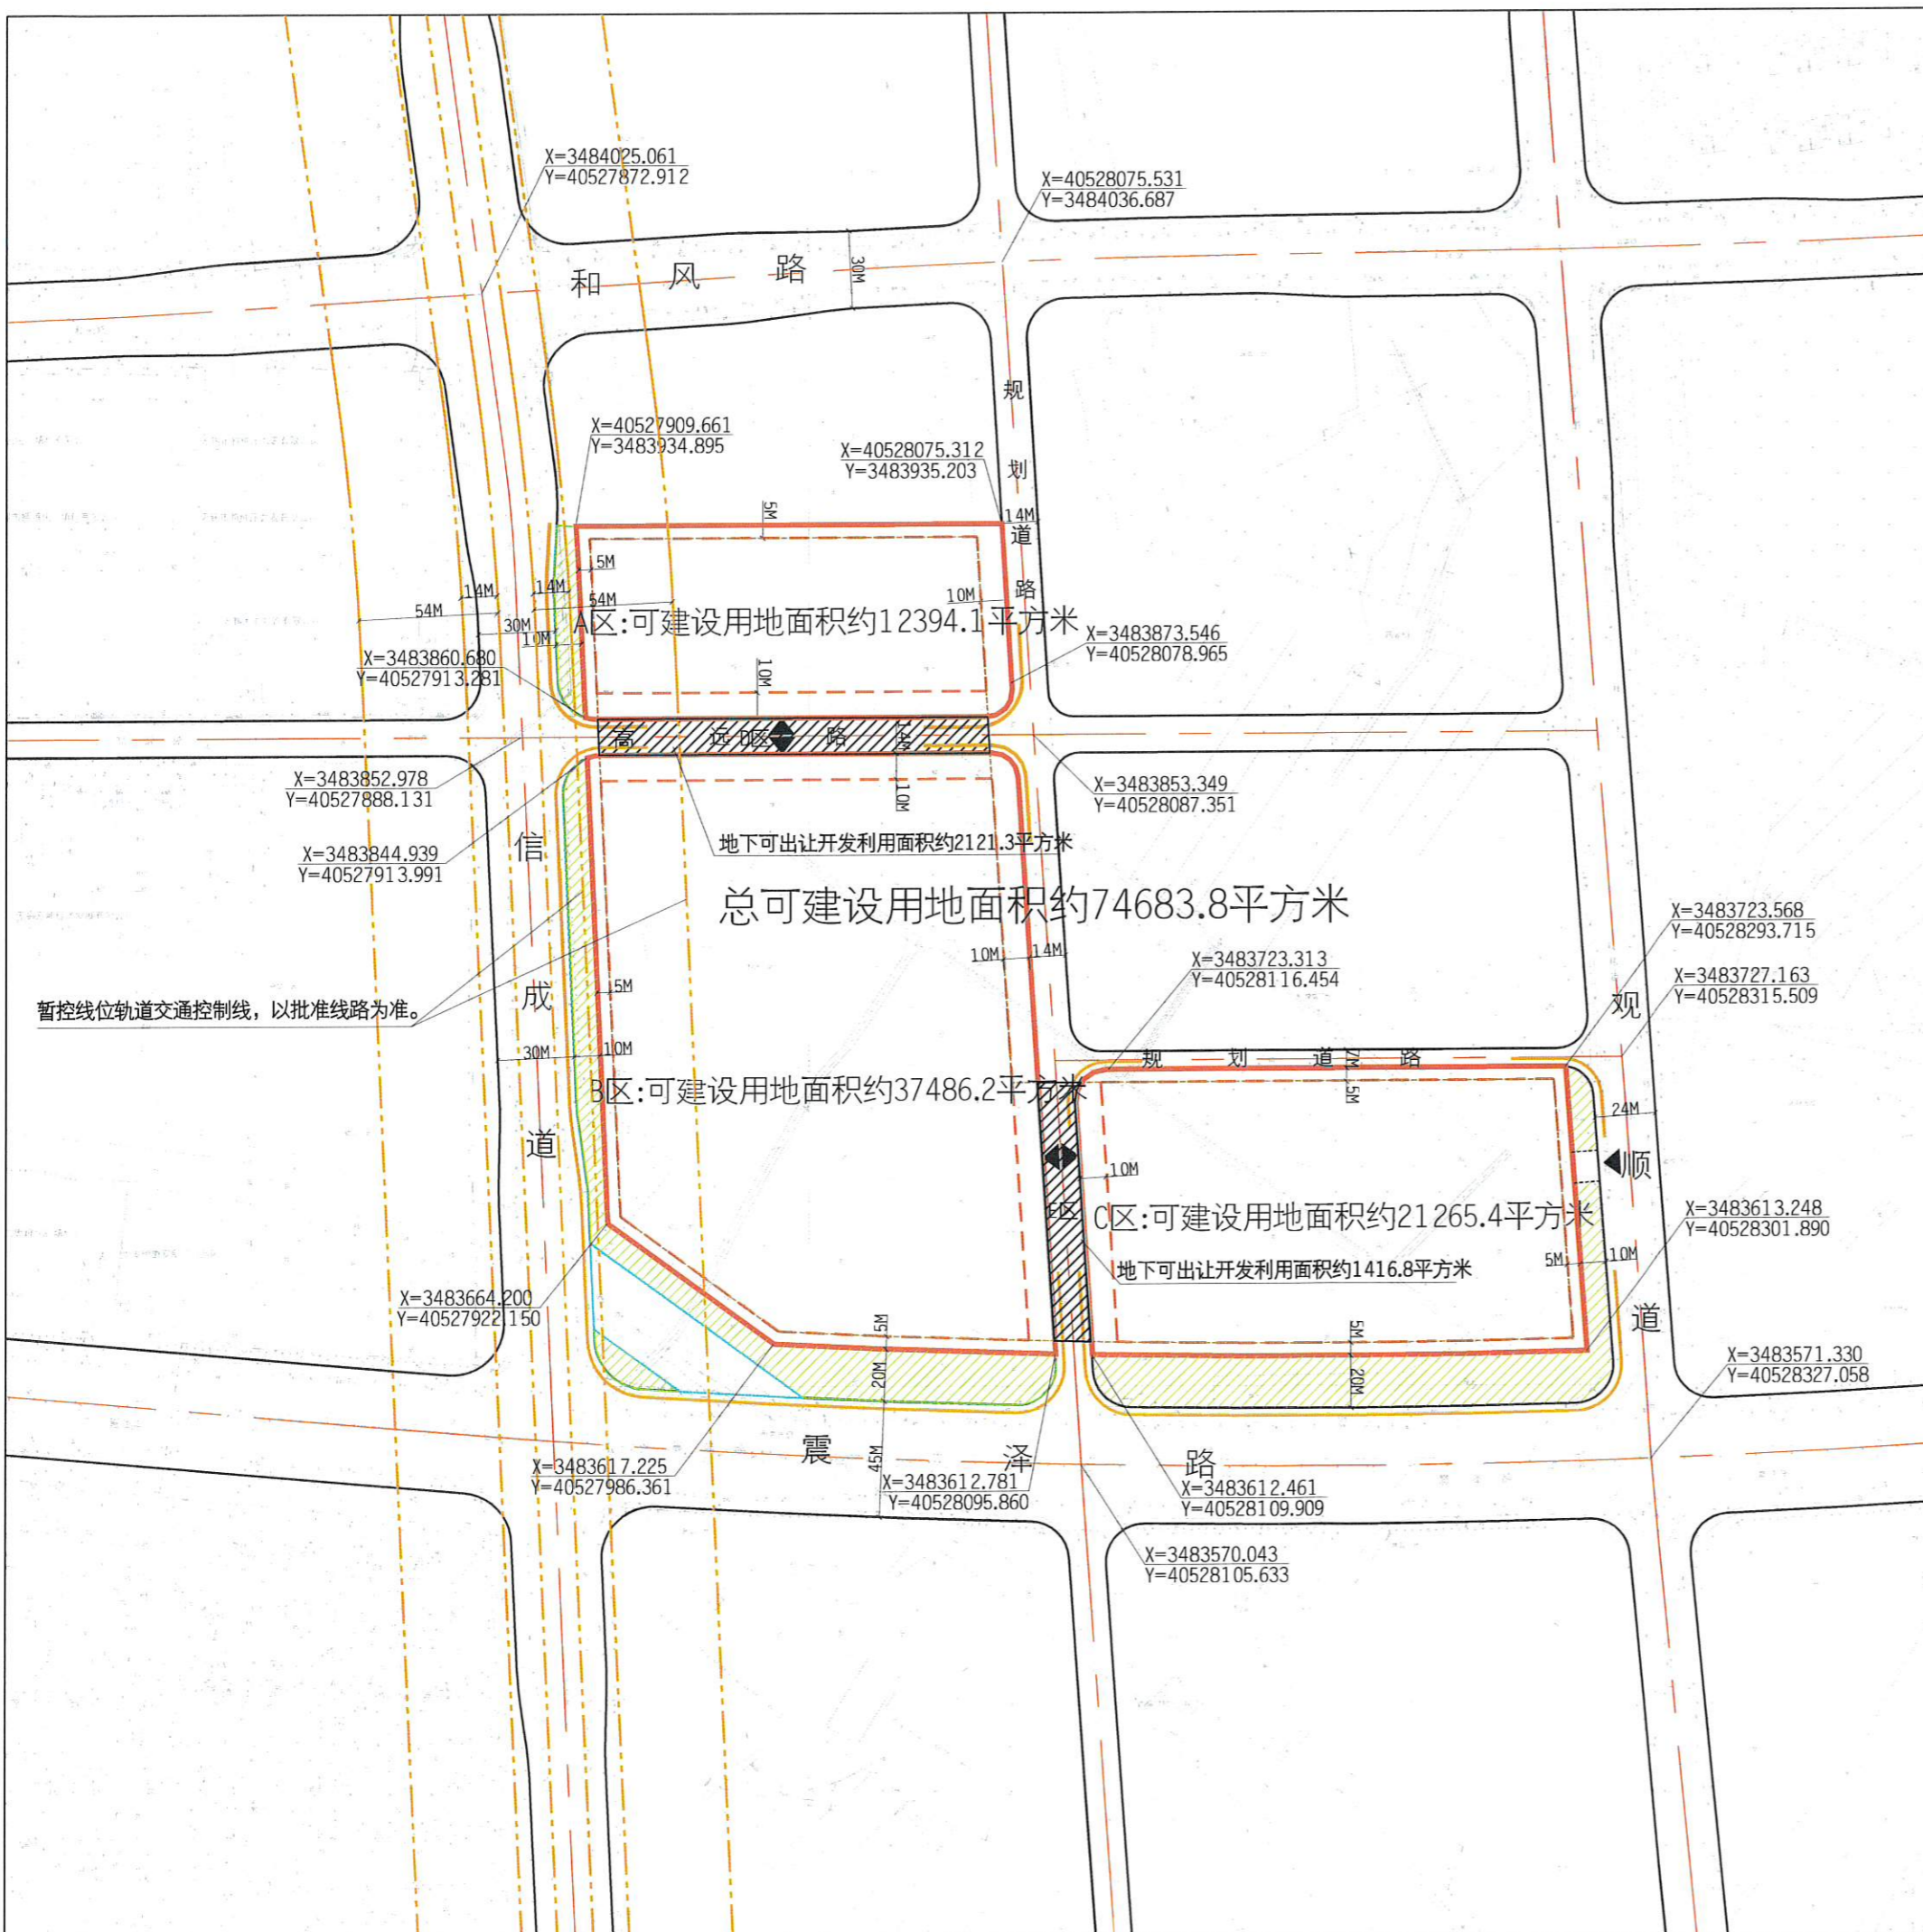 X=3484025.061
Y=40527872.912
X=40528075.531
Y=3484036.687
和风路
30M
规划道路
X=40527909.661
Y=3483934.895
X=40528075.312
Y=3483935.203
14M
5M
5M
14M
14M
54M
54M
30M
10M
10M
A区:可建设用地面积约12394.1平方米
X=3483873.546
Y=40528078.965
X=3483860.680
Y=40527913.281
10M
高远路
D区
14M
X=3483852.978
Y=40527888.131
X=3483853.349
Y=40528087.351
10M
X=3483844.939
Y=40527913.991
地下可出让开发利用面积约2121.3平方米
信成道
总可建设用地面积约74683.8平方米
X=3483723.568
Y=40528293.715
10M
14M
X=3483723.313
Y=40528116.454
X=3483727.163
Y=40528315.509
5M
暂控线位轨道交通控制线，以批准线路为准。
观顺道
30M
10M
规划道路
7M
5M
B区:可建设用地面积约37486.2平方米
24M
10M
E区
C区:可建设用地面积约21265.4平方米
X=3483613.248
Y=40528301.890
5M
10M
地下可出让开发利用面积约1416.8平方米
X=3483664.200
Y=40527922.150
5M
5M
20M
20M
X=3483571.330
Y=40528327.058
震泽路
45M
X=3483617.225
Y=40527986.361
X=3483612.781
Y=40528095.860
X=3483612.461
Y=40528109.909
X=3483570.043
Y=40528105.633